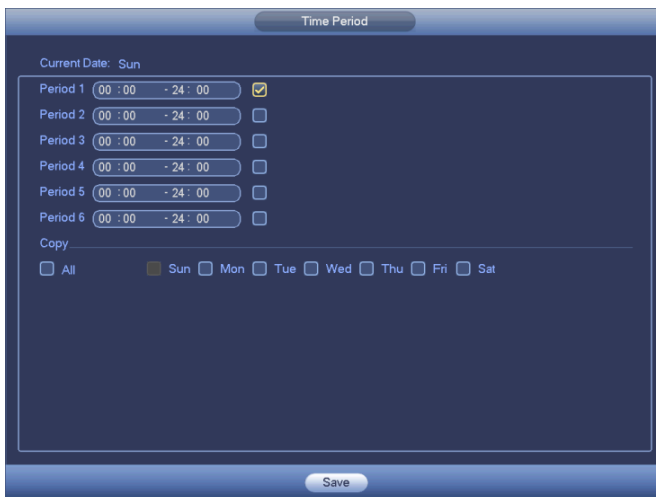 Time Period
Current Date: Sun
Period 1 00 : 00 - 24 : 00
Period 2 00 : 00 - 24 : 00
Period 3 00 : 00 - 24 : 00
Period 4 00 : 00 - 24 : 00
Period 5 00 : 00 - 24 : 00
Period 6 00 : 00 - 24 : 00
Copy
All Sun Mon Tue Wed Thu Fri Sat
Save